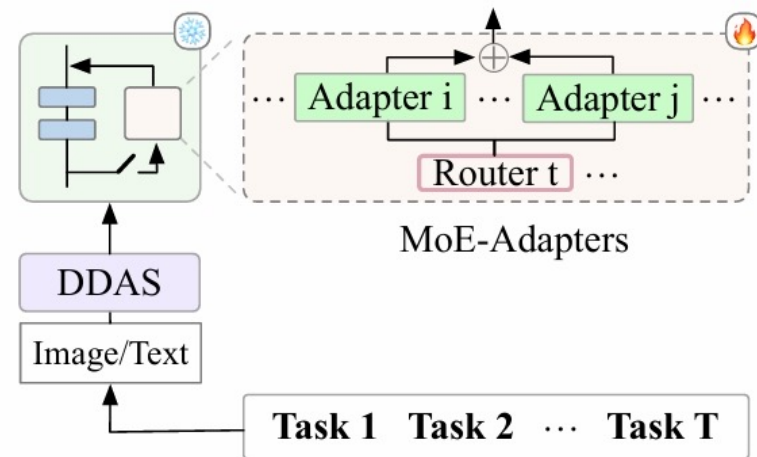 ··· Adapter i ··· Adapter j ···
Router t ···
MoE-Adapters
DDAS
Image/Text
Task 1 Task 2 ··· Task T